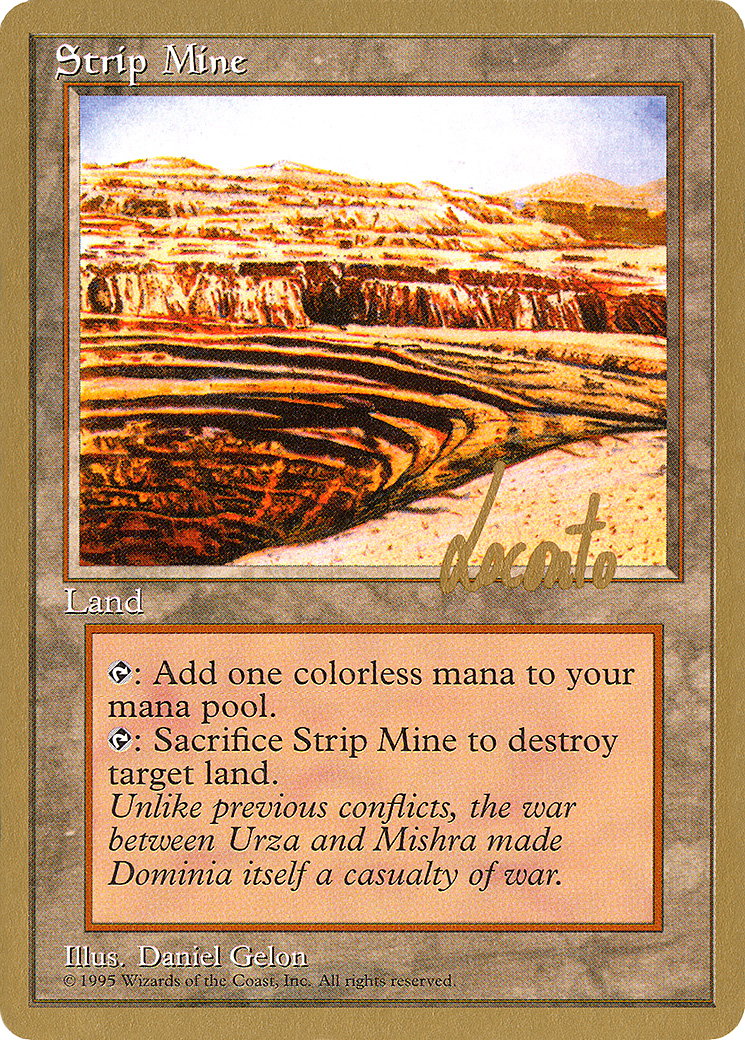 Strip Mine
Loconto
Land
: Add one colorless mana to your
mana pool.
: Sacrifice Strip Mine to destroy
target land.
Unlike previous conflicts, the war
between Urza and Mishra made
Dominia itself a casualty of war.
Illus. Daniel Gelon
© 1995 Wizards of the Coast, Inc. All rights reserved.